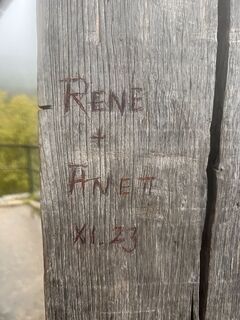 RENE
+
ANETT
XI. 23